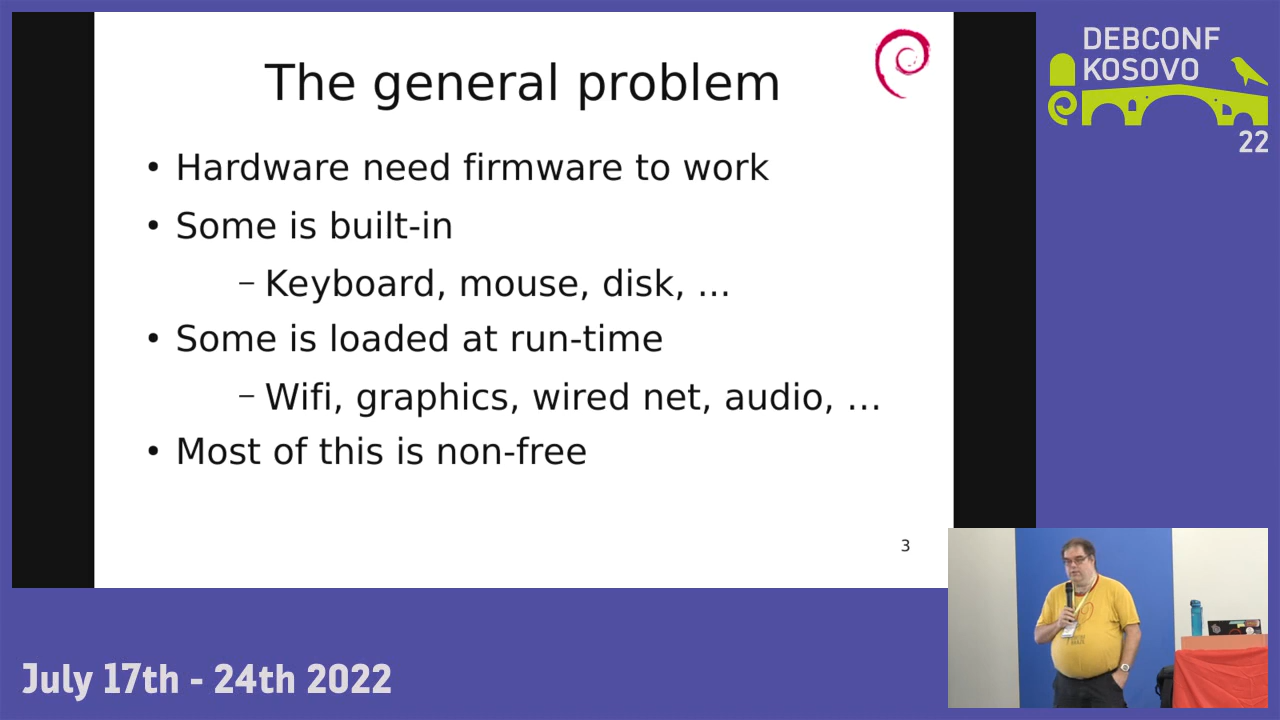 The general problem
• Hardware need firmware to work
• Some is built-in
– Keyboard, mouse, disk, ...
• Some is loaded at run-time
– Wifi, graphics, wired net, audio, ...
• Most of this is non-free
3
DEBCONF
KOSOVO
22
July 17th - 24th 2022